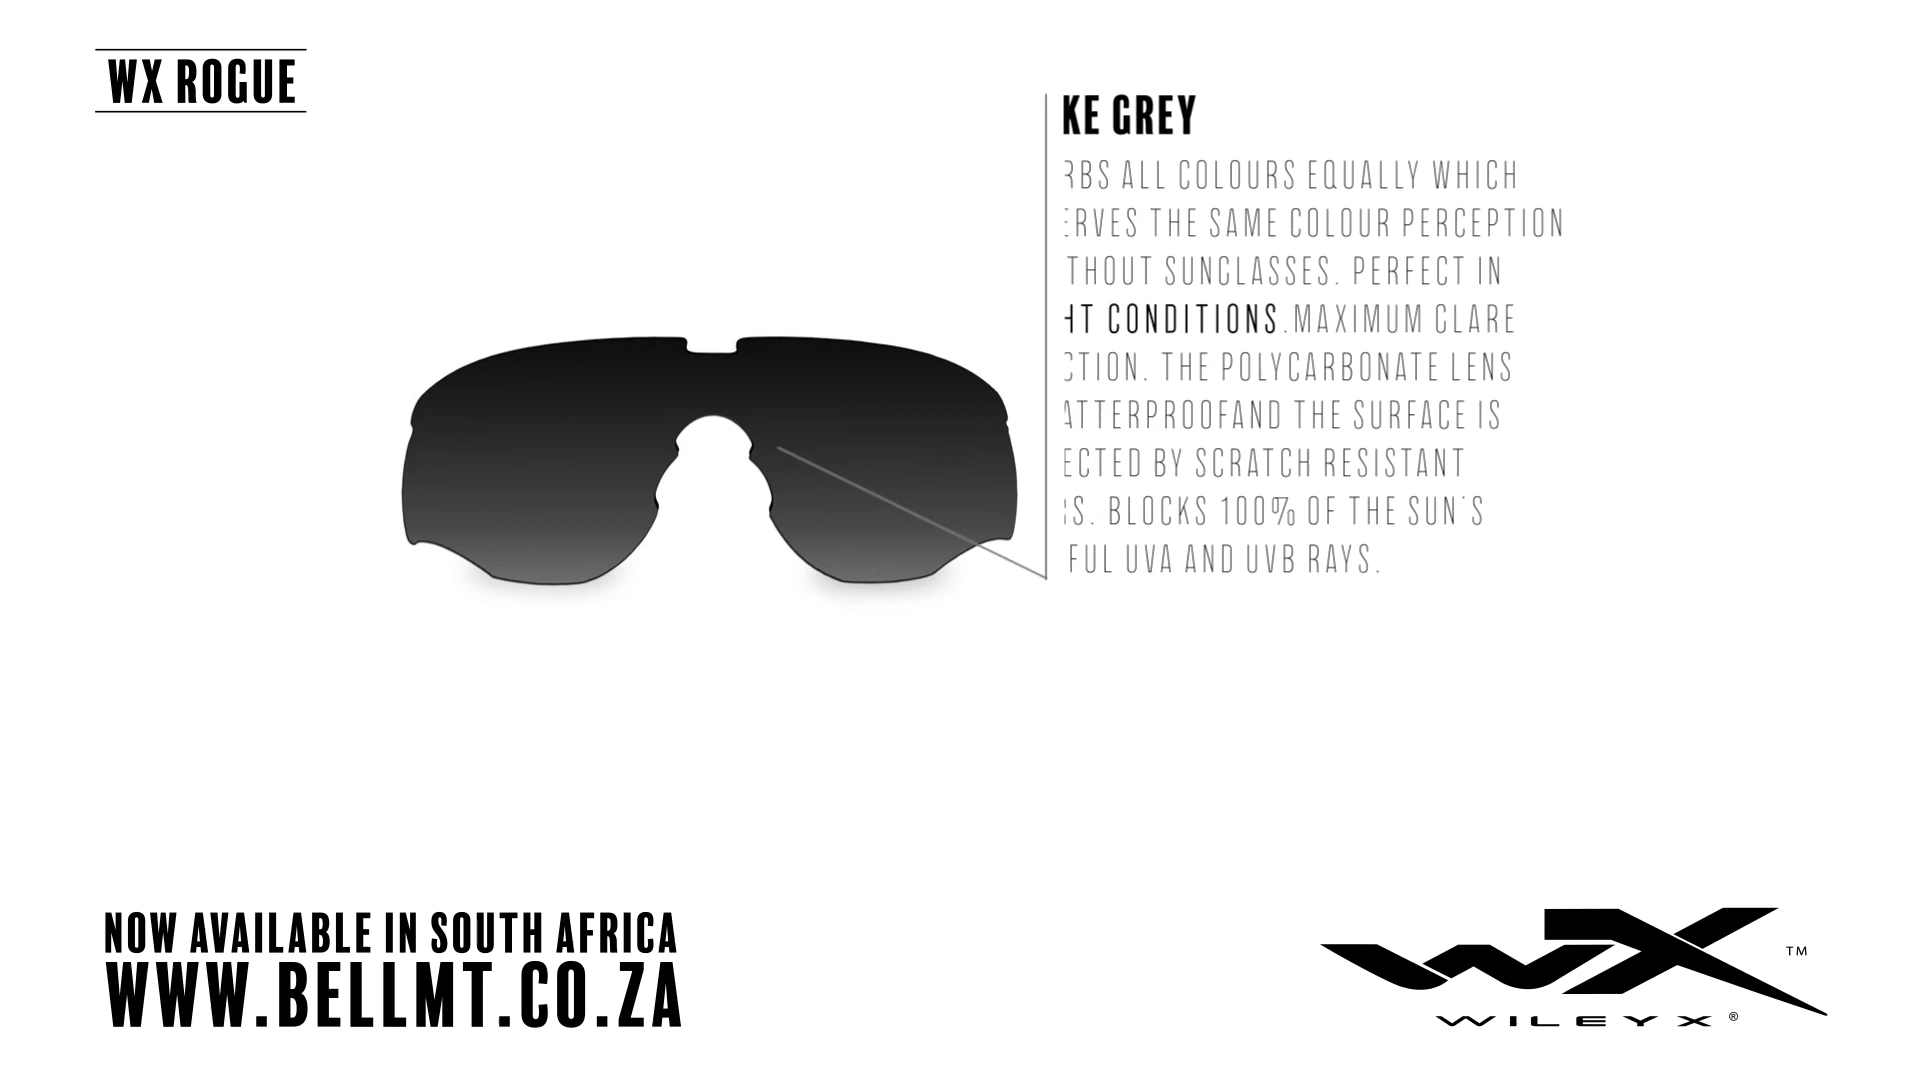 WX ROGUE
KE GREY
RBS ALL COLOURS EQUALLY WHICH
ERVES THE SAME COLOUR PERCEPTION
THOUT SUNGLASSES. PERFECT IN
HT CONDITIONS.MAXIMUM GLARE
CTION. THE POLYCARBONATE LENS
ATTERPROOFAND THE SURFACE IS
ECTED BY SCRATCH RESISTANT
S. BLOCKS 100% OF THE SUN'S
FUL UVA AND UVB RAYS.
NOW AVAILABLE IN SOUTH AFRICA
WWW.BELLMT.CO.ZA
WX ™
WILEY X ®